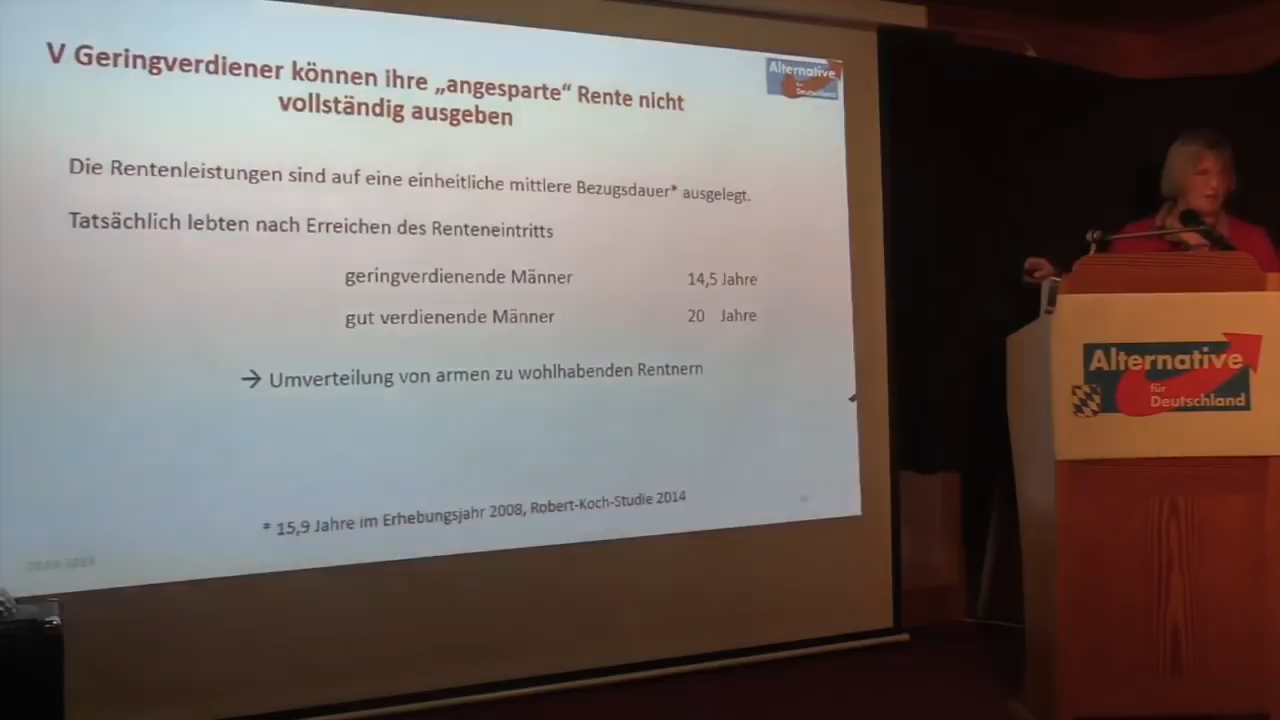 V Geringverdiener können ihre „angesparte“ Rente nicht
vollständig ausgeben
Alternative
für
Deutschland
Die Rentenleistungen sind auf eine einheitliche mittlere Bezugsdauer* ausgelegt.
Tatsächlich lebten nach Erreichen des Renteneintritts
geringverdienende Männer 14,5 Jahre
gut verdienende Männer 20 Jahre
→ Umverteilung von armen zu wohlhabenden Rentnern
* 15,9 Jahre im Erhebungsjahr 2008, Robert-Koch-Studie 2014
Alternative
für
Deutschland